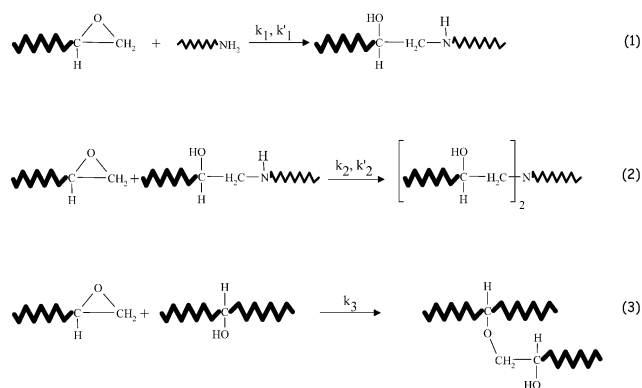 O HO H
C CH₂ + NH₂ k₁, k'₁ C H₂C N (1)
H H
O HO H HO
C CH₂ + C H₂C N k₂, k'₂ C H₂C N (2)
H H H 2
O H H
C CH₂ + C k₃ C (3)
H HO O H
CH₂ C
HO